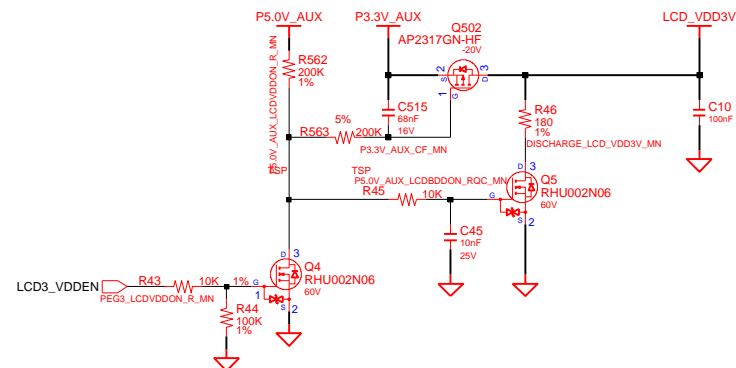 P5.0V_AUX
P3.3V_AUX
LCD_VDD3V
Q502
AP2317GN-HF
-20V
2
S
D
3
1
G
R562
200K
1%
P5.0V_AUX_LCDVDDON_R_MN
C515
68nF
16V
R46
180
1%
C10
100nF
5%
R563
200K
P3.3V_AUX_CF_MN
DISCHARGE_LCD_VDD3V_MN
TSP
TSP
P5.0V_AUX_LCDBDDON_RQC_MN
R45
10K
D
3
Q5
RHU002N06
60V
G
1
S
2
C45
10nF
25V
D
3
Q4
RHU002N06
60V
LCD3_VDDEN
R43
10K
1%
G
1
PEG3_LCDVDDON_R_MN
S
2
R44
100K
1%